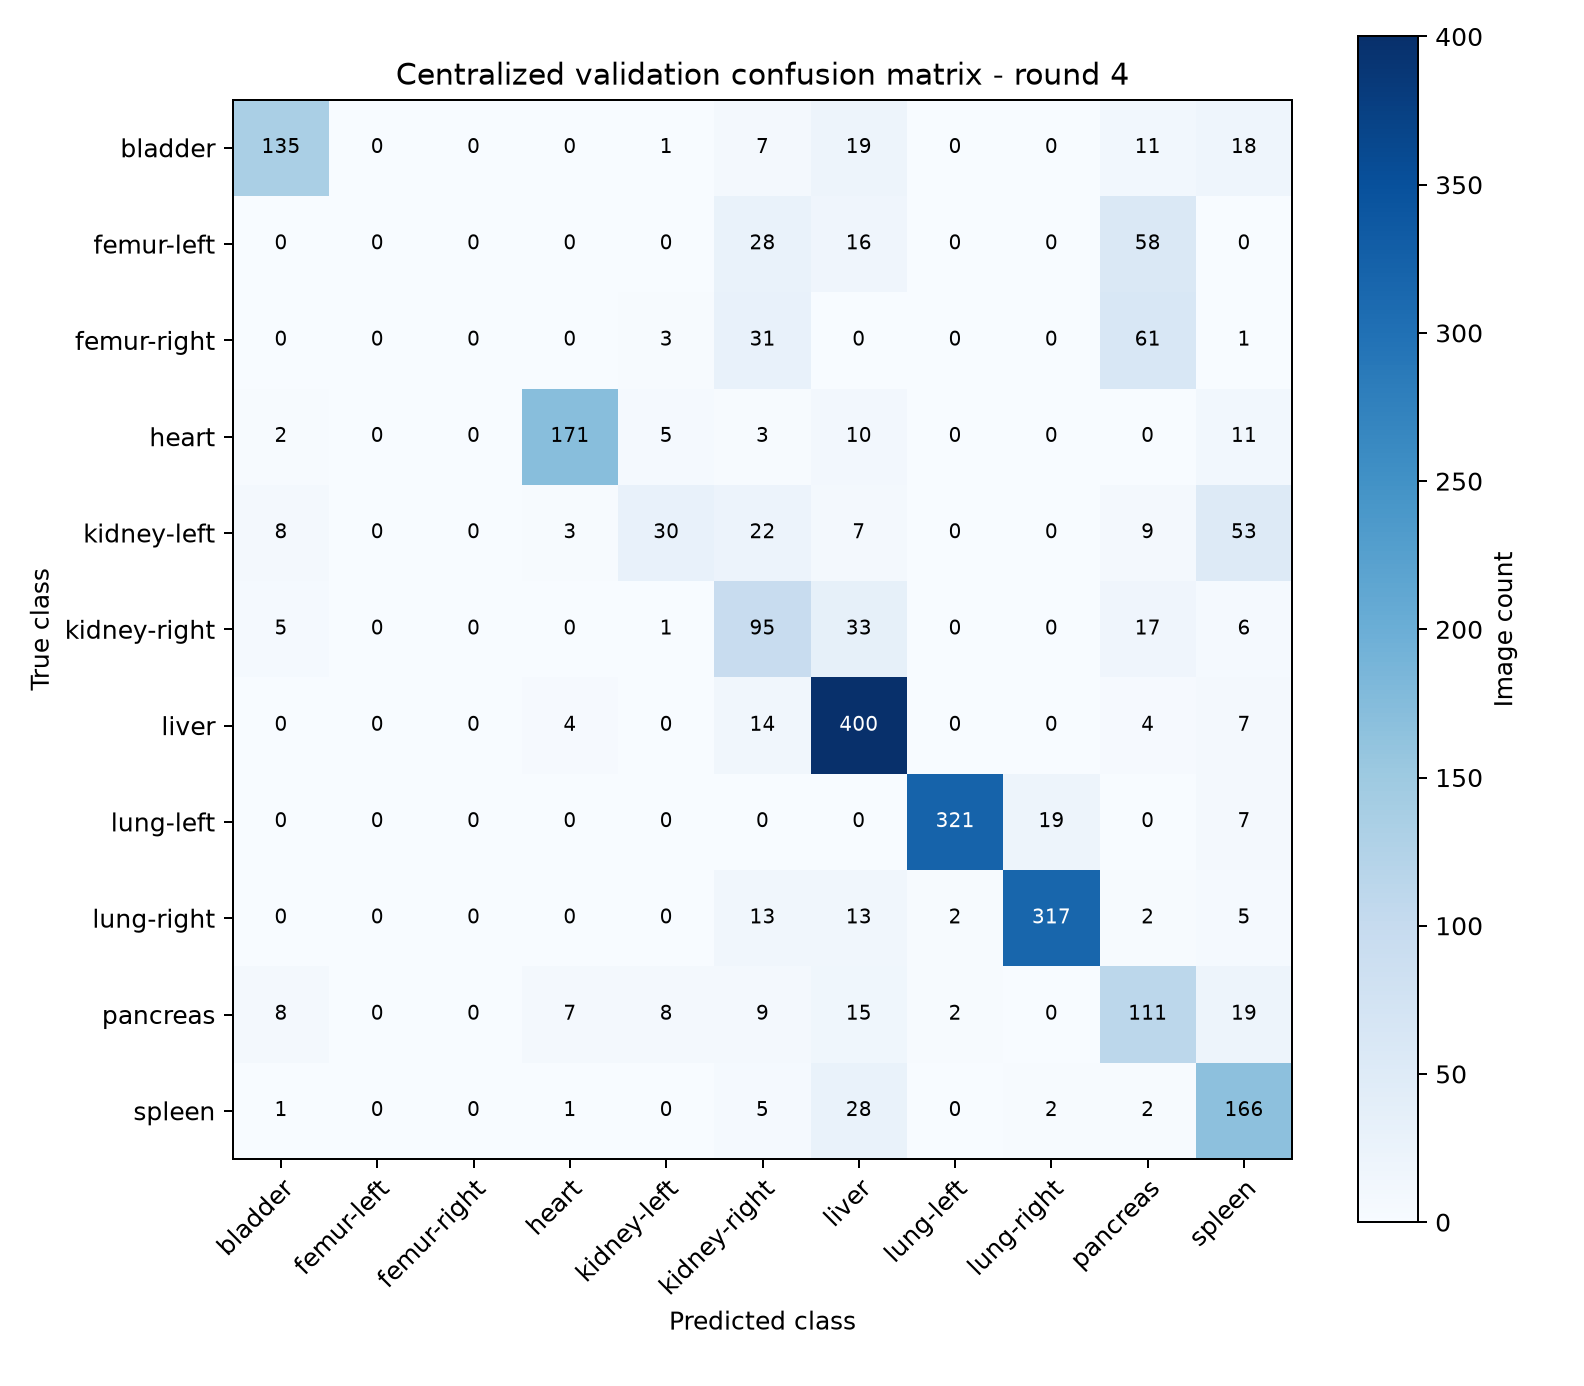 Centralized validation confusion matrix - round 4
bladder 135 0 0 0 1 7 19 0 0 11 18
femur-left 0 0 0 0 0 28 16 0 0 58 0
femur-right 0 0 0 0 3 31 0 0 0 61 1
heart 2 0 0 171 5 3 10 0 0 0 11
kidney-left 8 0 0 3 30 22 7 0 0 9 53
kidney-right 5 0 0 0 1 95 33 0 0 17 6
liver 0 0 0 4 0 14 400 0 0 4 7
lung-left 0 0 0 0 0 0 0 321 19 0 7
lung-right 0 0 0 0 0 13 13 2 317 2 5
pancreas 8 0 0 7 8 9 15 2 0 111 19
spleen 1 0 0 1 0 5 28 0 2 2 166
bladder femur-left femur-right heart kidney-left kidney-right liver lung-left lung-right pancreas spleen
Predicted class
True class
400
350
300
250
200
150
100
50
0
Image count